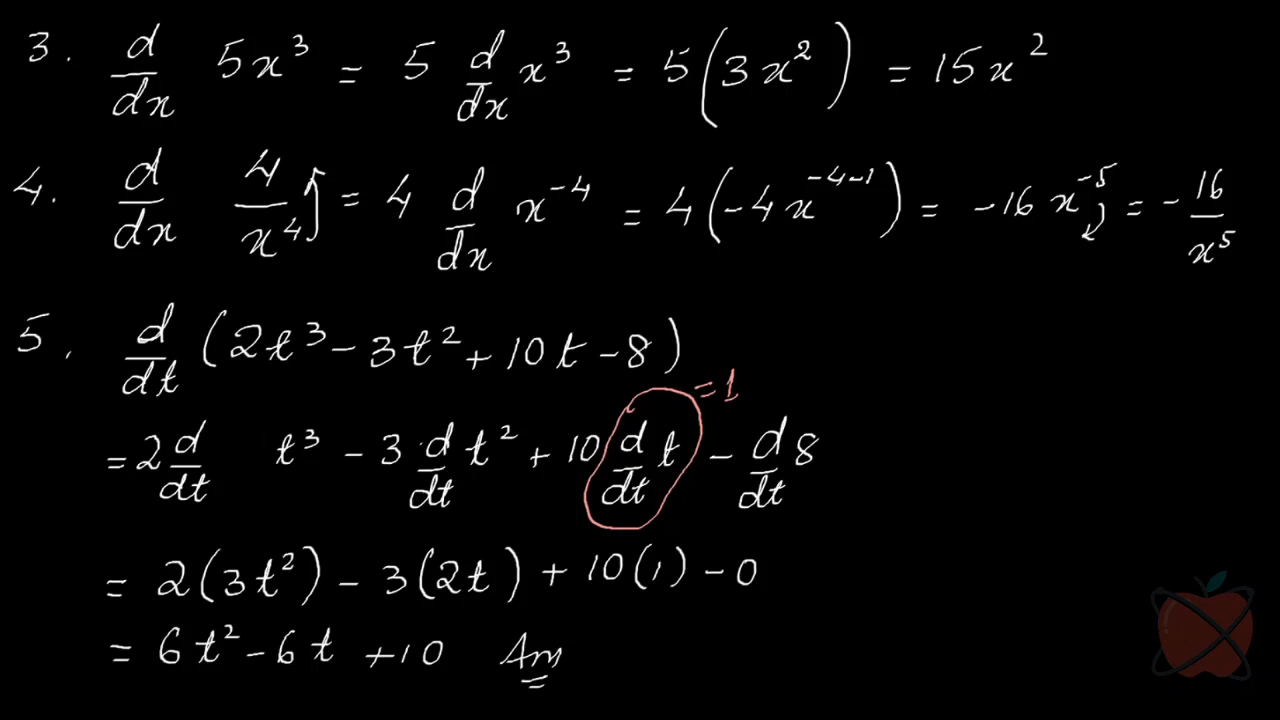 3. d/dx 5x³ = 5 d/dx x³ = 5(3x²) = 15x²
4. d/dx 4/x⁴ = 4 d/dx x⁻⁴ = 4(-4x⁻⁴⁻¹) = -16x⁻⁵ = -16/x⁵
5. d/dt (2t³ - 3t² + 10t - 8)
= 1
= 2 d/dt t³ - 3 d/dt t² + 10 d/dt t - d/dt 8
= 2(3t²) - 3(2t) + 10(1) - 0
= 6t² - 6t + 10 Ans